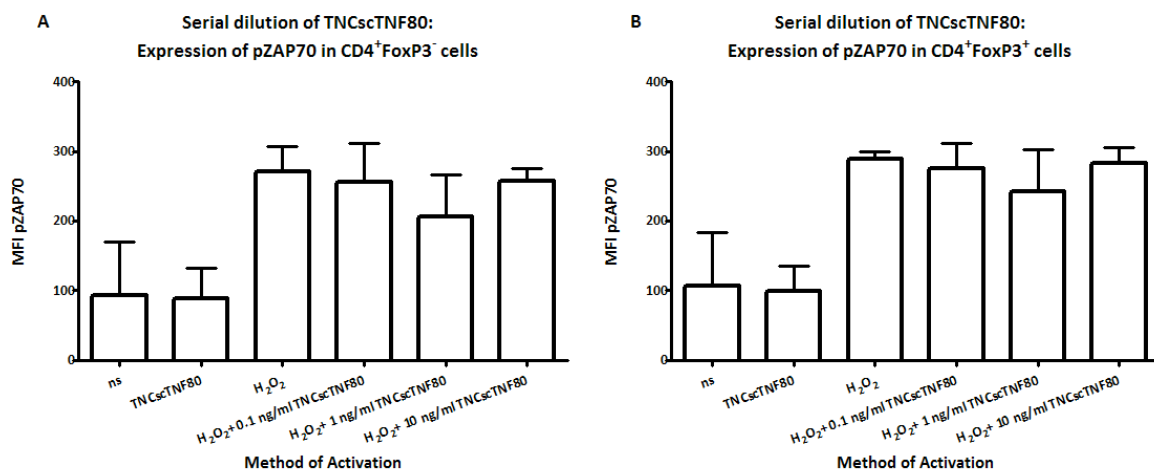 A
Serial dilution of TNCscTNF80:
Expression of pZAP70 in CD4⁺FoxP3⁻ cells
400
300
200
100
0
MFI pZAP70
ns
TNCscTNF80
H₂O₂
H₂O₂+0.1 ng/ml TNCscTNF80
H₂O₂+ 1 ng/ml TNCscTNF80
H₂O₂+ 10 ng/ml TNCscTNF80
Method of Activation
B
Serial dilution of TNCscTNF80:
Expression of pZAP70 in CD4⁺FoxP3⁺ cells
400
300
200
100
0
MFI pZAP70
ns
TNCscTNF80
H₂O₂
H₂O₂+0.1 ng/ml TNCscTNF80
H₂O₂+ 1 ng/ml TNCscTNF80
H₂O₂+ 10 ng/ml TNCscTNF80
Method of Activation